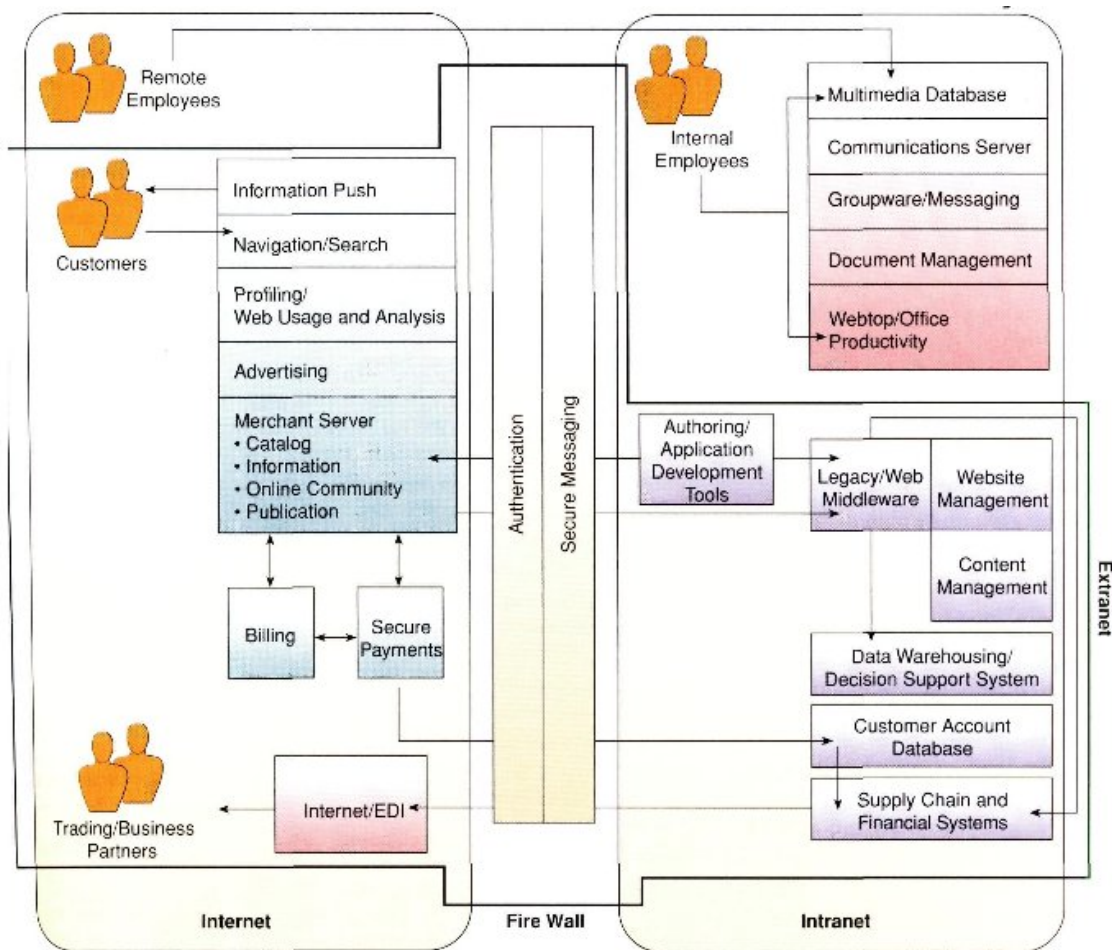 Remote
Employees
Customers
Information Push
Navigation/Search
Profiling/
Web Usage and Analysis
Advertising
Merchant Server
• Catalog
• Information
• Online Community
• Publication
Billing
Secure
Payments
Trading/Business
Partners
Internet/EDI
Internet
Authentication
Secure Messaging
Fire Wall
Internal
Employees
Multimedia Database
Communications Server
Groupware/Messaging
Document Management
Webtop/Office
Productivity
Authoring/
Application
Development
Tools
Legacy/Web
Middleware
Website
Management
Content
Management
Data Warehousing/
Decision Support System
Customer Account
Database
Supply Chain and
Financial Systems
Intranet
Extranet